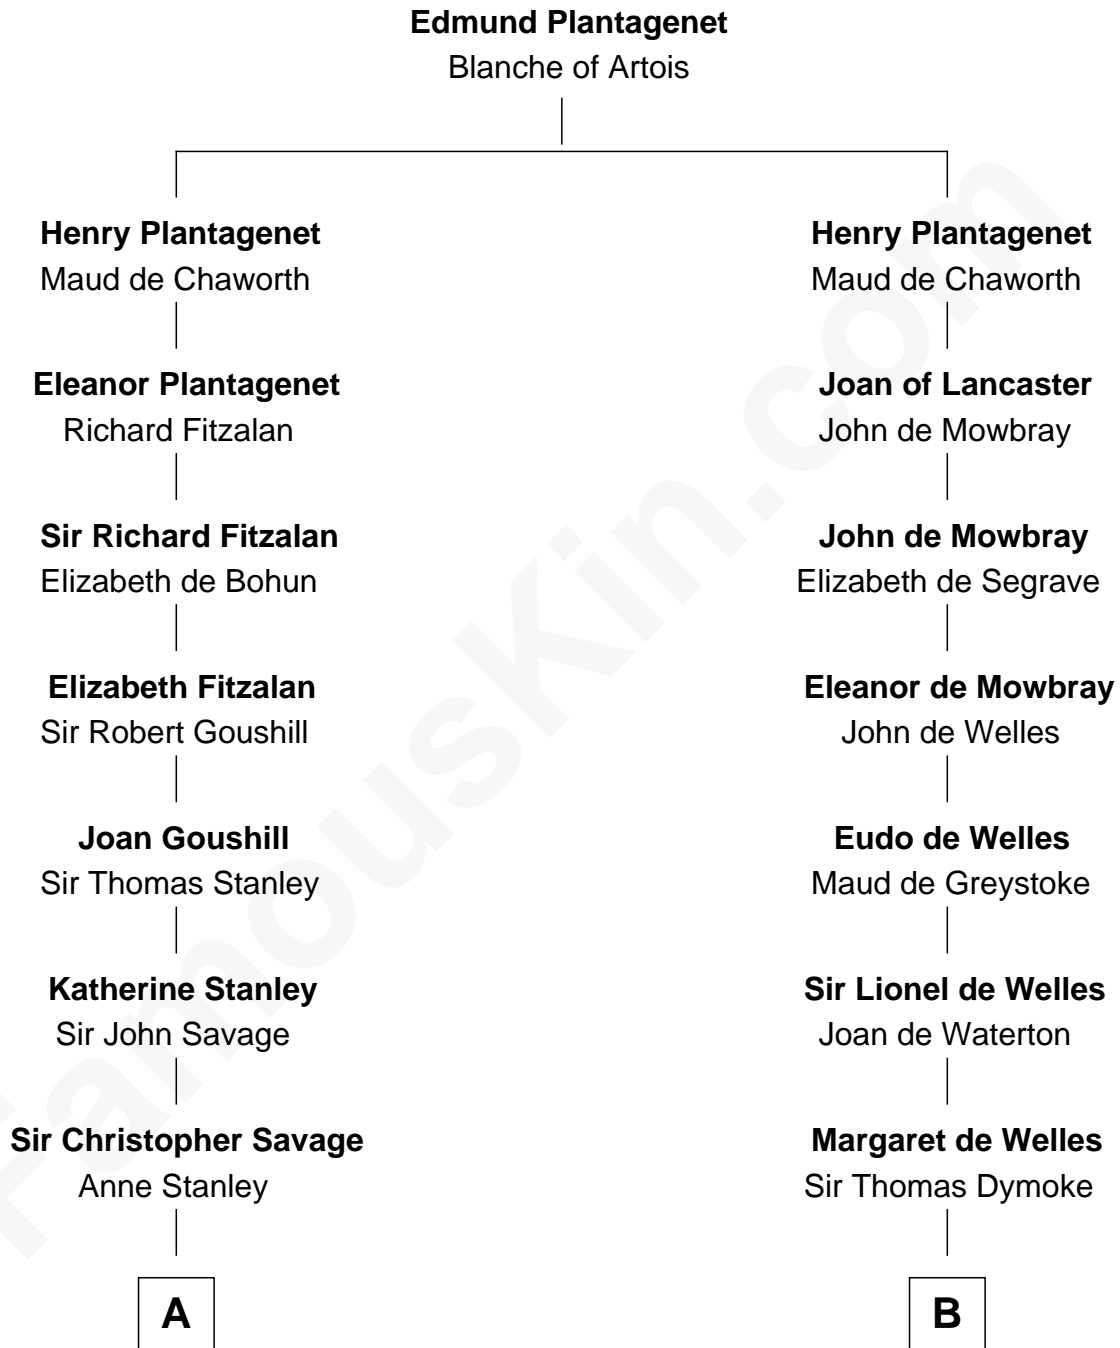 Edmund Plantagenet
Blanche of Artois
Henry Plantagenet
Maud de Chaworth
Henry Plantagenet
Maud de Chaworth
Eleanor Plantagenet
Richard Fitzalan
Joan of Lancaster
John de Mowbray
Sir Richard Fitzalan
Elizabeth de Bohun
John de Mowbray
Elizabeth de Segrave
Elizabeth Fitzalan
Sir Robert Goushill
Eleanor de Mowbray
John de Welles
Joan Goushill
Sir Thomas Stanley
Eudo de Welles
Maud de Greystoke
Katherine Stanley
Sir John Savage
Sir Lionel de Welles
Joan de Waterton
Sir Christopher Savage
Anne Stanley
Margaret de Welles
Sir Thomas Dymoke
A
B
FamousKin.com